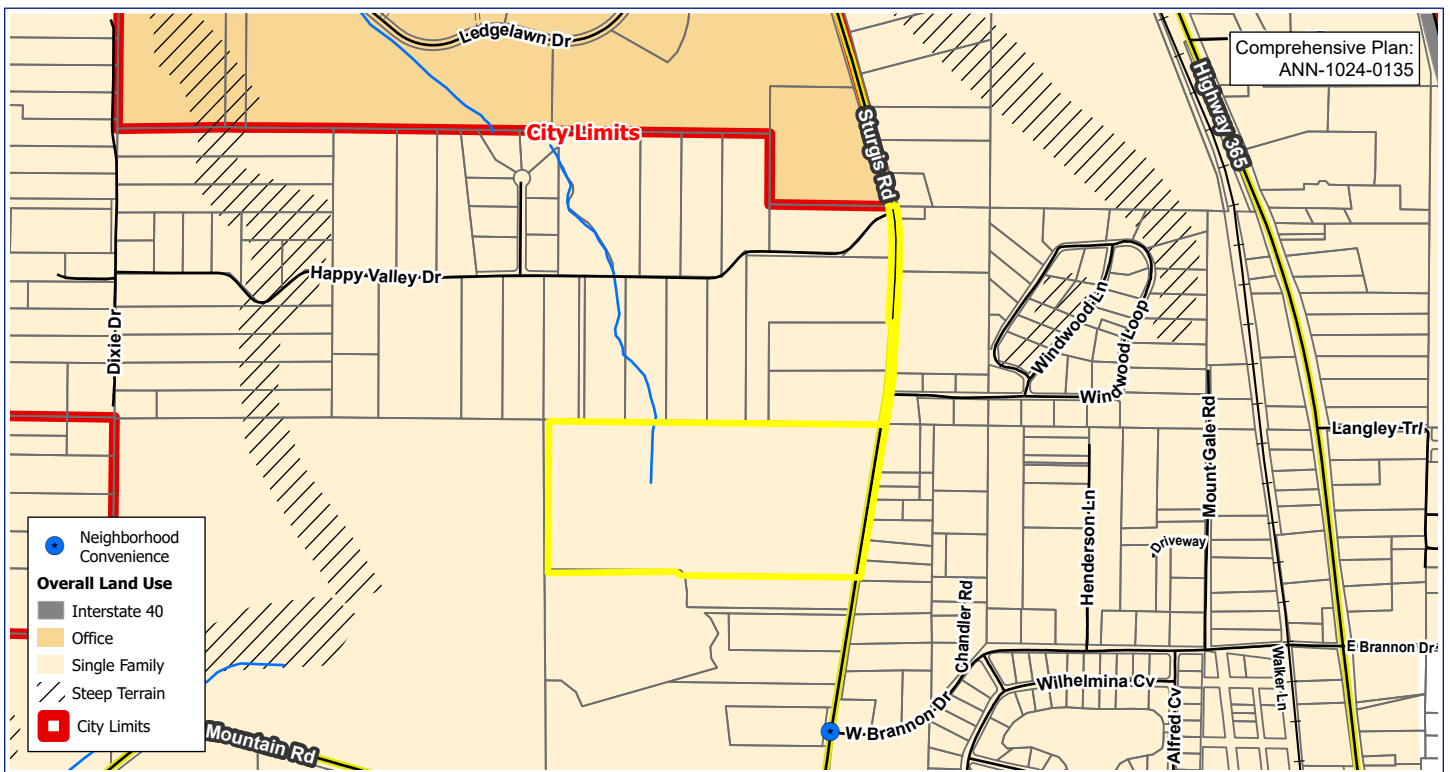 Ledgelawn Dr
Comprehensive Plan:
ANN-1024-0135
Highway 365
City Limits
Sturgis Rd
Happy Valley Dr
Dixie Dr
Windwood Ln
Windwood Loop
Windwood
Langley Trl
Mount Gale Rd
Henderson Ln
Driveway
Chandler Rd
E Brannon Dr
Walker Ln
Wilhelmina Cv
Alfred Cv
W Brannon Dr
Mountain Rd
Neighborhood
Convenience
Overall Land Use
Interstate 40
Office
Single Family
Steep Terrain
City Limits